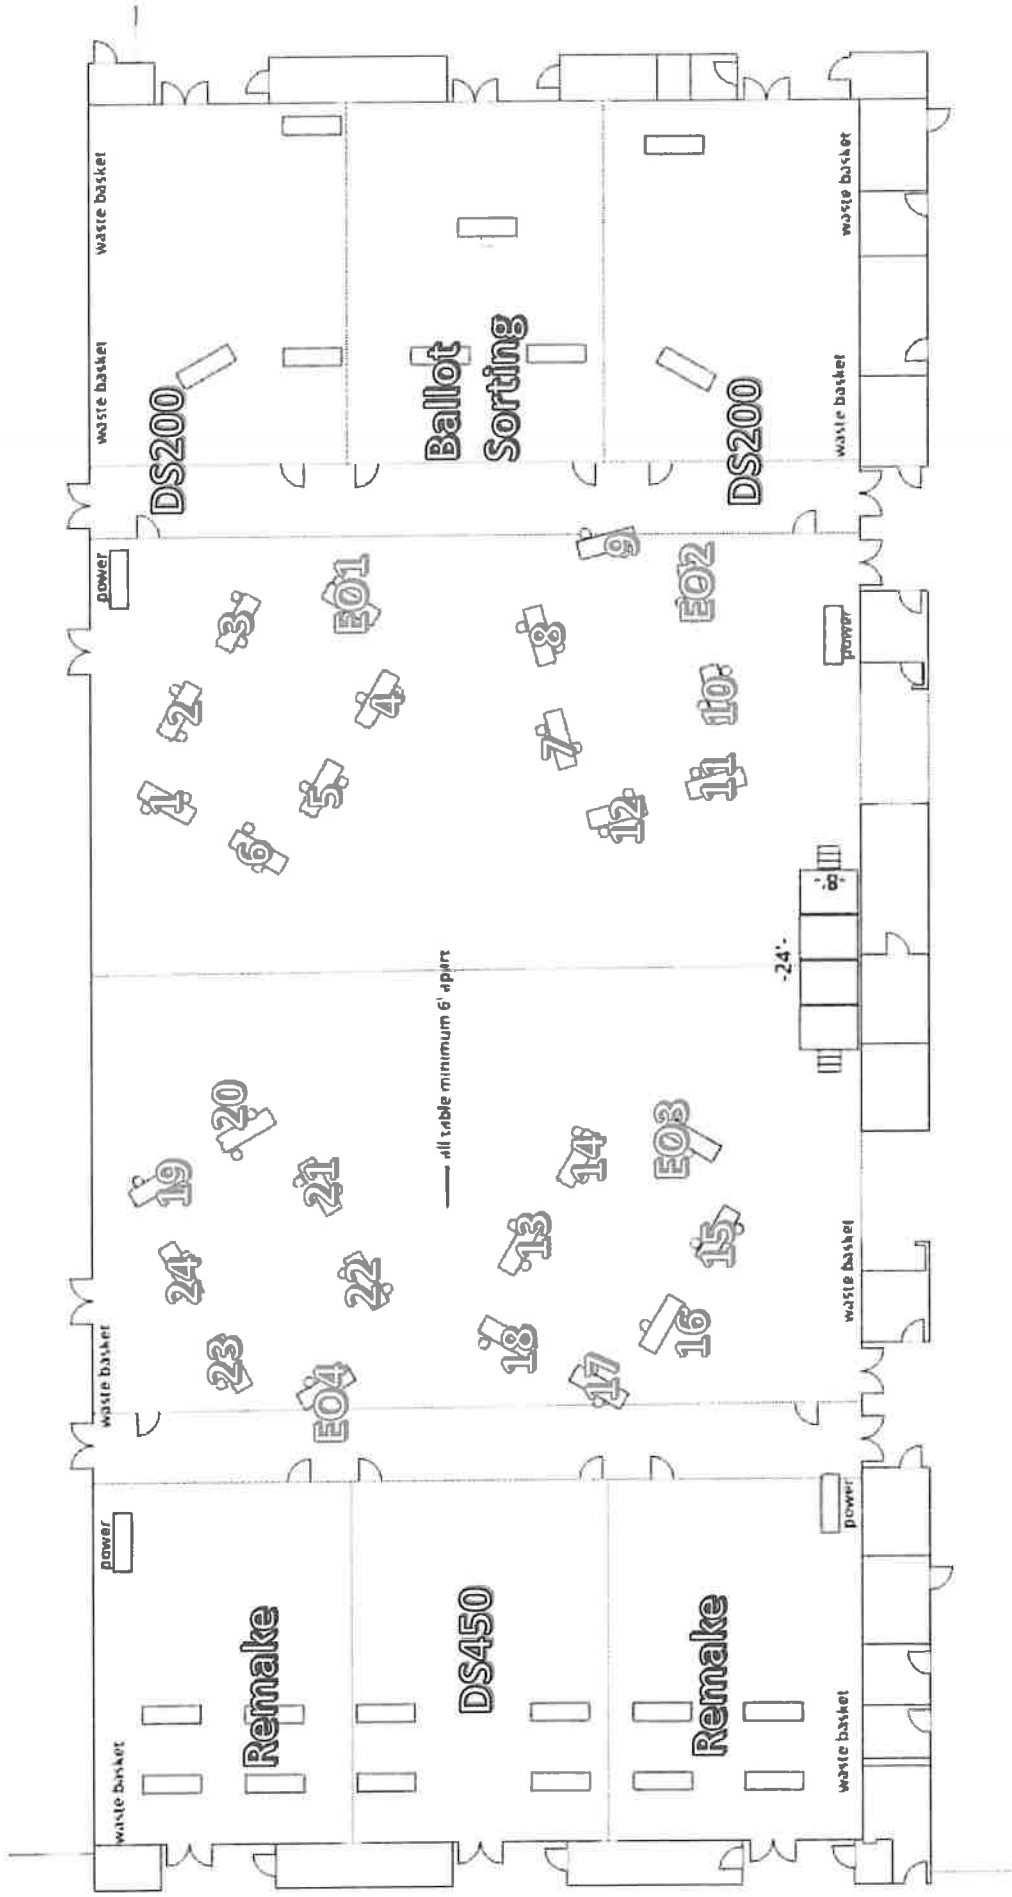 waste basket
waste basket
waste basket
waste basket
DS200
Ballot
Sorting
DS200
power
power
3
EO1
2
4
1
5
6
9
EO2
8
10
7
11
12
-24'-
-8'-
all table minimum 6' apart
20
19
21
24
22
23
EO4
14
EO3
13
15
18
16
17
waste basket
waste basket
power
power
Remake
DS450
Remake
waste basket
waste basket